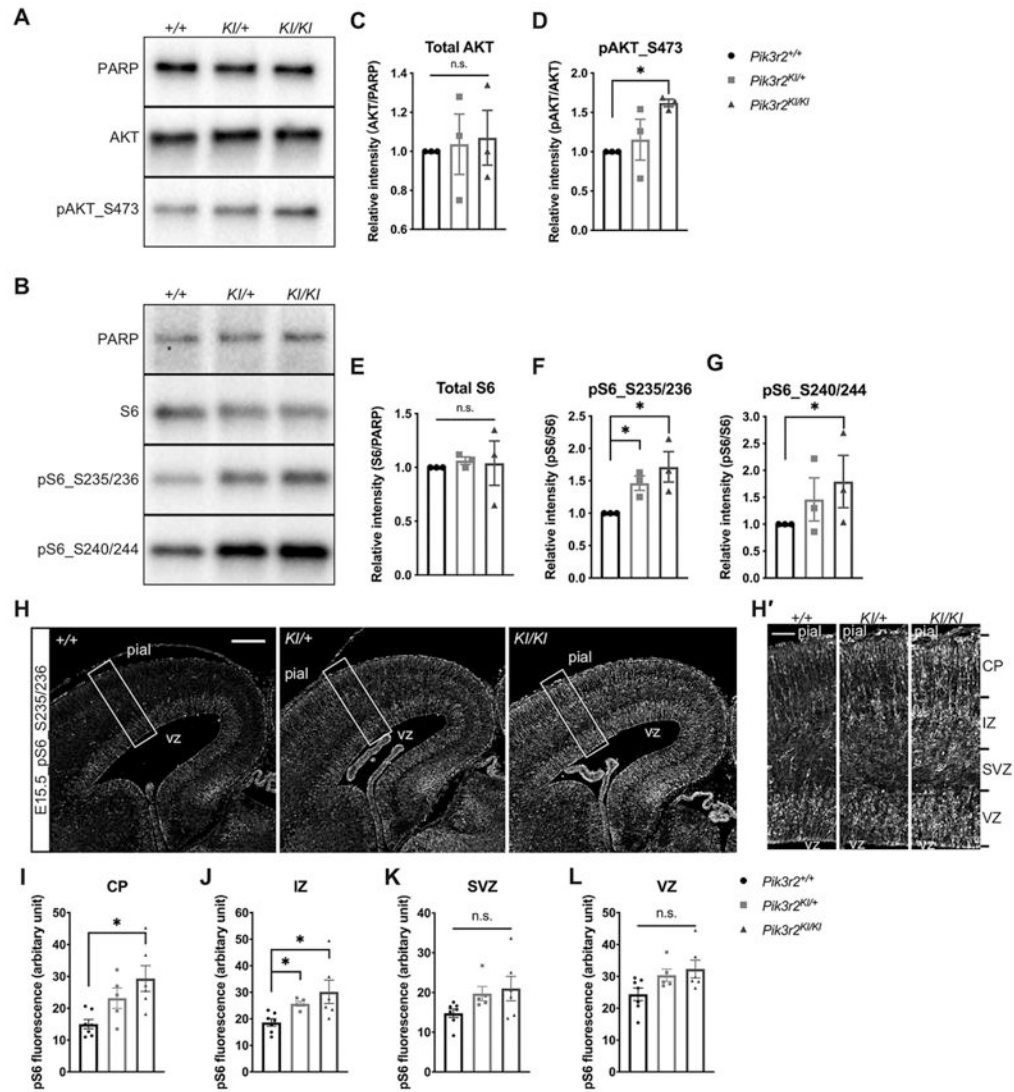 A
+/+ KI/+ KI/KI
PARP
AKT
pAKT_S473
C
Total AKT
n.s.
Relative intensity (AKT/PARP)
1.4
1.2
1.0
0.8
0.6
D
pAKT_S473
*
Relative intensity (pAKT/AKT)
2.0
1.5
1.0
0.5
0.0
Pik3r2+/+
Pik3r2KI/+
Pik3r2KI/KI
B
+/+ KI/+ KI/KI
PARP
S6
pS6_S235/236
pS6_S240/244
E
Total S6
n.s.
Relative intensity (S6/PARP)
1.5
1.0
0.5
0.0
F
pS6_S235/236
*
*
Relative intensity (pS6/S6)
2.5
2.0
1.5
1.0
0.5
0.0
G
pS6_S240/244
*
Relative intensity (pS6/S6)
3.0
2.5
2.0
1.5
1.0
0.5
0.0
H
E15.5_pS6_S235/236
+/+
pial
vz
KI/+
pial
vz
KI/KI
pial
vz
H'
+/+ KI/+ KI/KI
pial pial pial
CP
IZ
SVZ
VZ
vz vz vz
I
CP
*
pS6 fluorescence (arbitary unit)
50
40
30
20
10
0
J
IZ
*
*
pS6 fluorescence (arbitary unit)
60
50
40
30
20
10
0
K
SVZ
n.s.
pS6 fluorescence (arbitary unit)
50
40
30
20
10
0
L
VZ
n.s.
pS6 fluorescence (arbitary unit)
50
40
30
20
10
0
Pik3r2+/+
Pik3r2KI/+
Pik3r2KI/KI